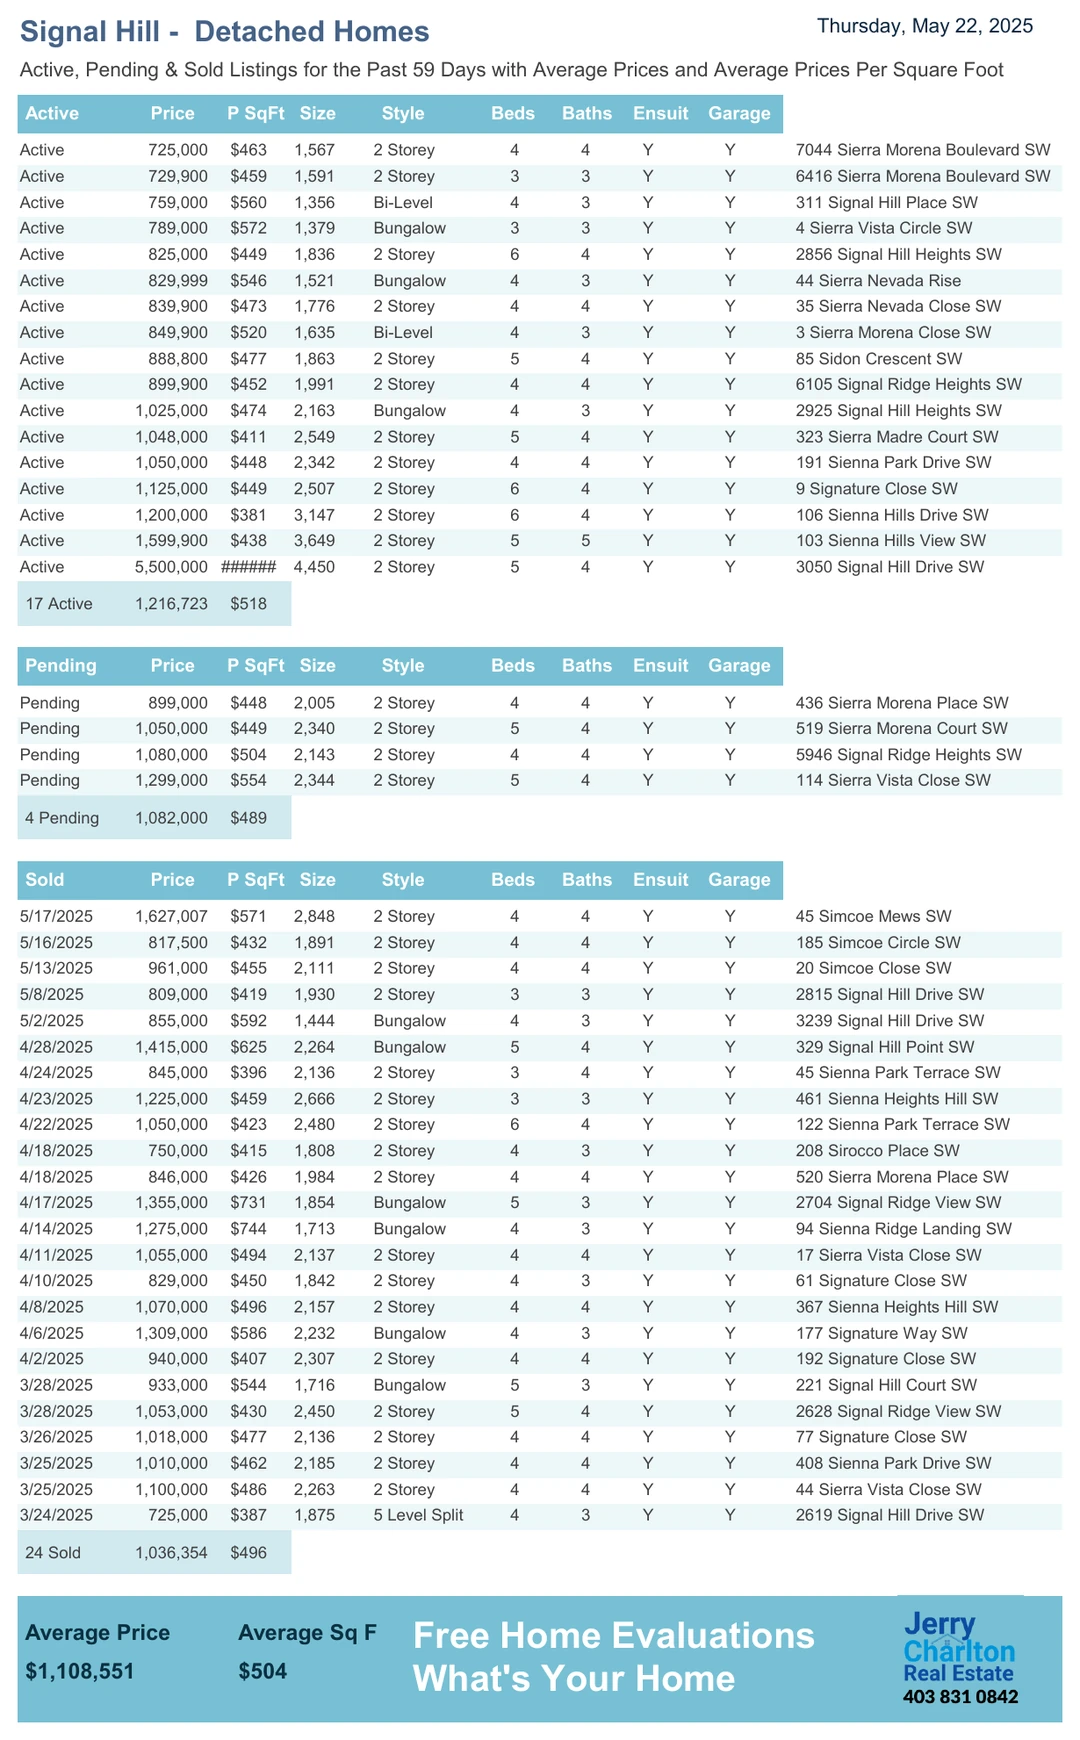 Signal Hill - Detached Homes
Thursday, May 22, 2025
Active, Pending & Sold Listings for the Past 59 Days with Average Prices and Average Prices Per Square Foot
Active Price P SqFt Size Style Beds Baths Ensuit Garage
Active 725,000 $463 1,567 2 Storey 4 4 Y Y 7044 Sierra Morena Boulevard SW
Active 729,900 $459 1,591 2 Storey 3 3 Y Y 6416 Sierra Morena Boulevard SW
Active 759,000 $560 1,356 Bi-Level 4 3 Y Y 311 Signal Hill Place SW
Active 789,000 $572 1,379 Bungalow 3 3 Y Y 4 Sierra Vista Circle SW
Active 825,000 $449 1,836 2 Storey 6 4 Y Y 2856 Signal Hill Heights SW
Active 829,999 $546 1,521 Bungalow 4 3 Y Y 44 Sierra Nevada Rise
Active 839,900 $473 1,776 2 Storey 4 4 Y Y 35 Sierra Nevada Close SW
Active 849,900 $520 1,635 Bi-Level 4 3 Y Y 3 Sierra Morena Close SW
Active 888,800 $477 1,863 2 Storey 5 4 Y Y 85 Sidon Crescent SW
Active 899,900 $452 1,991 2 Storey 4 4 Y Y 6105 Signal Ridge Heights SW
Active 1,025,000 $474 2,163 Bungalow 4 3 Y Y 2925 Signal Hill Heights SW
Active 1,048,000 $411 2,549 2 Storey 5 4 Y Y 323 Sierra Madre Court SW
Active 1,050,000 $448 2,342 2 Storey 4 4 Y Y 191 Sienna Park Drive SW
Active 1,125,000 $449 2,507 2 Storey 6 4 Y Y 9 Signature Close SW
Active 1,200,000 $381 3,147 2 Storey 6 4 Y Y 106 Sienna Hills Drive SW
Active 1,599,900 $438 3,649 2 Storey 5 5 Y Y 103 Sienna Hills View SW
Active 5,500,000 ###### 4,450 2 Storey 5 4 Y Y 3050 Signal Hill Drive SW
17 Active 1,216,723 $518
Pending Price P SqFt Size Style Beds Baths Ensuit Garage
Pending 899,000 $448 2,005 2 Storey 4 4 Y Y 436 Sierra Morena Place SW
Pending 1,050,000 $449 2,340 2 Storey 5 4 Y Y 519 Sierra Morena Court SW
Pending 1,080,000 $504 2,143 2 Storey 4 4 Y Y 5946 Signal Ridge Heights SW
Pending 1,299,000 $554 2,344 2 Storey 5 4 Y Y 114 Sierra Vista Close SW
4 Pending 1,082,000 $489
Sold Price P SqFt Size Style Beds Baths Ensuit Garage
5/17/2025 1,627,007 $571 2,848 2 Storey 4 4 Y Y 45 Simcoe Mews SW
5/16/2025 817,500 $432 1,891 2 Storey 4 4 Y Y 185 Simcoe Circle SW
5/13/2025 961,000 $455 2,111 2 Storey 4 4 Y Y 20 Simcoe Close SW
5/8/2025 809,000 $419 1,930 2 Storey 3 3 Y Y 2815 Signal Hill Drive SW
5/2/2025 855,000 $592 1,444 Bungalow 4 3 Y Y 3239 Signal Hill Drive SW
4/28/2025 1,415,000 $625 2,264 Bungalow 5 4 Y Y 329 Signal Hill Point SW
4/24/2025 845,000 $396 2,136 2 Storey 3 4 Y Y 45 Sienna Park Terrace SW
4/23/2025 1,225,000 $459 2,666 2 Storey 3 3 Y Y 461 Sienna Heights Hill SW
4/22/2025 1,050,000 $423 2,480 2 Storey 6 4 Y Y 122 Sienna Park Terrace SW
4/18/2025 750,000 $415 1,808 2 Storey 4 3 Y Y 208 Sirocco Place SW
4/18/2025 846,000 $426 1,984 2 Storey 4 4 Y Y 520 Sierra Morena Place SW
4/17/2025 1,355,000 $731 1,854 Bungalow 5 3 Y Y 2704 Signal Ridge View SW
4/14/2025 1,275,000 $744 1,713 Bungalow 4 3 Y Y 94 Sienna Ridge Landing SW
4/11/2025 1,055,000 $494 2,137 2 Storey 4 4 Y Y 17 Sierra Vista Close SW
4/10/2025 829,000 $450 1,842 2 Storey 4 3 Y Y 61 Signature Close SW
4/8/2025 1,070,000 $496 2,157 2 Storey 4 4 Y Y 367 Sienna Heights Hill SW
4/6/2025 1,309,000 $586 2,232 Bungalow 4 3 Y Y 177 Signature Way SW
4/2/2025 940,000 $407 2,307 2 Storey 4 4 Y Y 192 Signature Close SW
3/28/2025 933,000 $544 1,716 Bungalow 5 3 Y Y 221 Signal Hill Court SW
3/28/2025 1,053,000 $430 2,450 2 Storey 5 4 Y Y 2628 Signal Ridge View SW
3/26/2025 1,018,000 $477 2,136 2 Storey 4 4 Y Y 77 Signature Close SW
3/25/2025 1,010,000 $462 2,185 2 Storey 4 4 Y Y 408 Sienna Park Drive SW
3/25/2025 1,100,000 $486 2,263 2 Storey 4 4 Y Y 44 Sierra Vista Close SW
3/24/2025 725,000 $387 1,875 5 Level Split 4 3 Y Y 2619 Signal Hill Drive SW
24 Sold 1,036,354 $496
Average Price Average Sq F
$1,108,551 $504
Free Home Evaluations
What's Your Home
Jerry
Charlton
Real Estate
403 831 0842